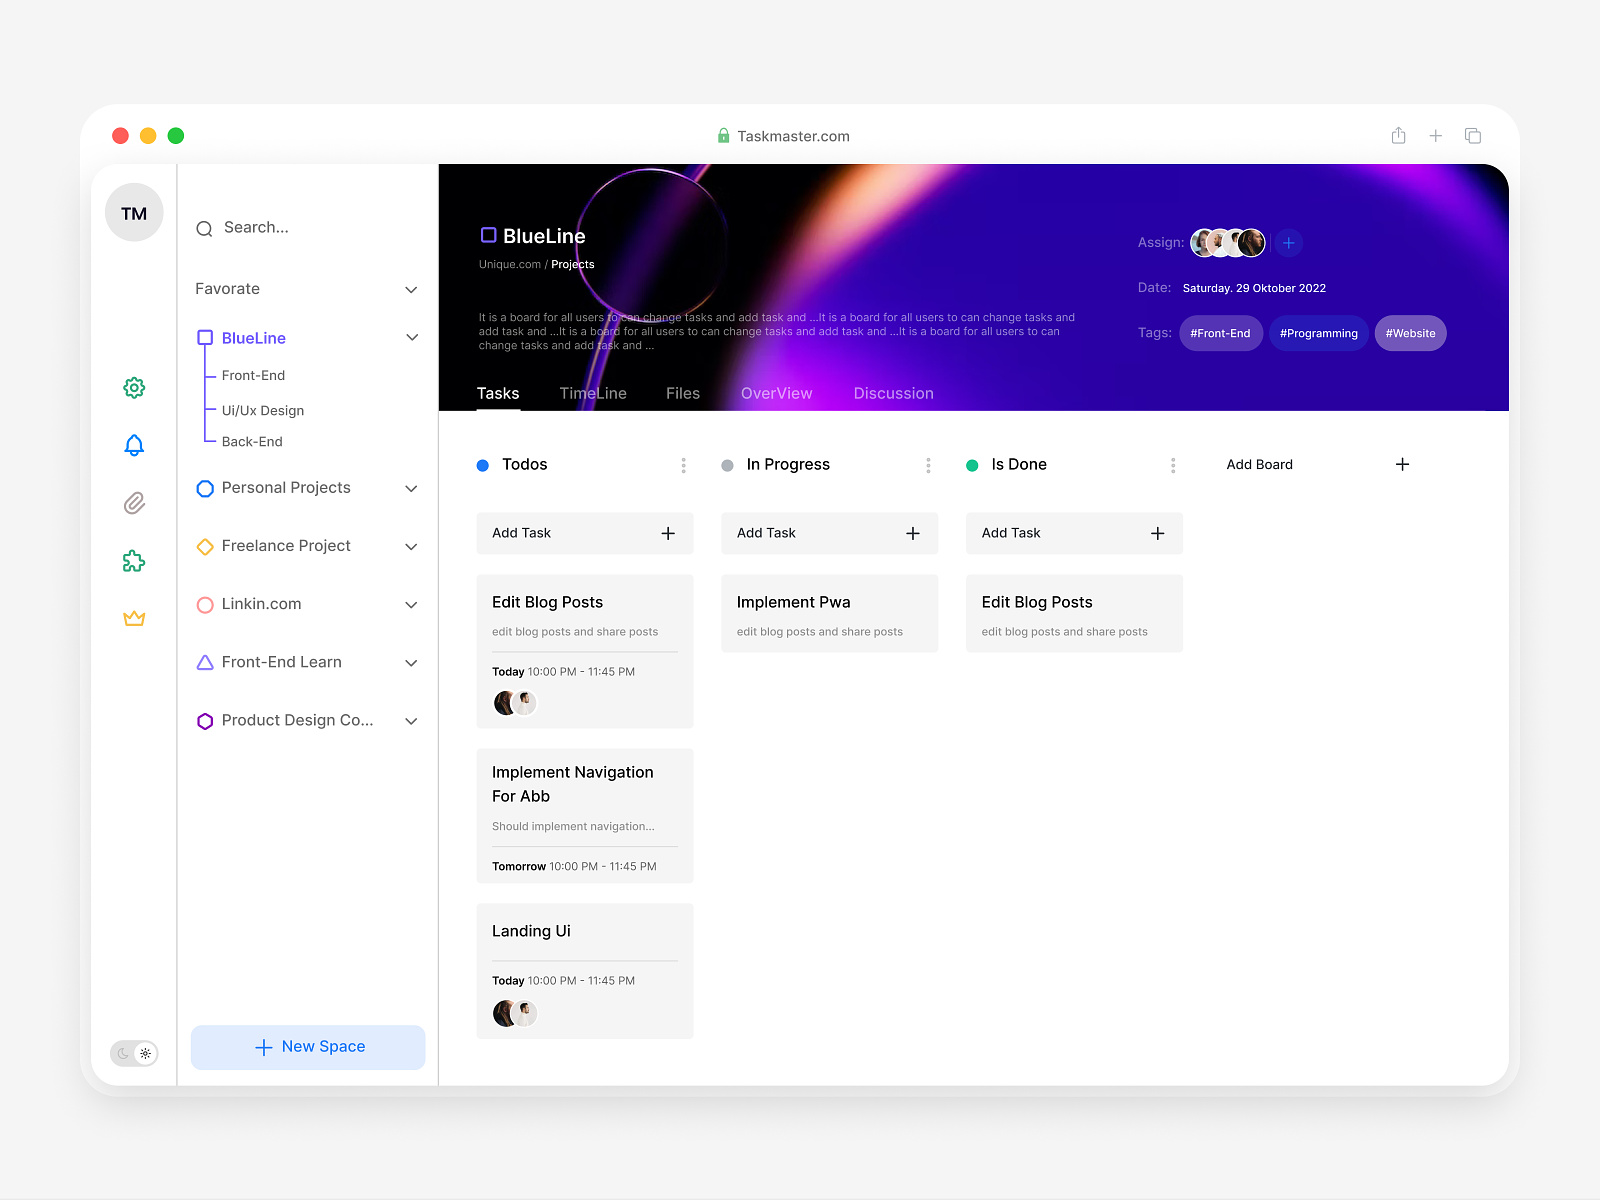 Taskmaster.com
TM
Search...
Favorate
BlueLine
Front-End
Ui/Ux Design
Back-End
Personal Projects
Freelance Project
Linkin.com
Front-End Learn
Product Design Co...
New Space
BlueLine
Unique.com / Projects
It is a board for all users to can change tasks and add task and ...It is a board for all users to can change tasks and
add task and ...It is a board for all users to can change tasks and add task and ...It is a board for all users to can
change tasks and add task and ...
Assign:
Date: Saturday. 29 Oktober 2022
Tags: #Front-End #Programming #Website
Tasks TimeLine Files OverView Discussion
Todos
Add Task
Edit Blog Posts
edit blog posts and share posts
Today 10:00 PM - 11:45 PM
Implement Navigation
For Abb
Should implement navigation...
Tomorrow 10:00 PM - 11:45 PM
Landing Ui
Today 10:00 PM - 11:45 PM
In Progress
Add Task
Implement Pwa
edit blog posts and share posts
Is Done
Add Task
Edit Blog Posts
edit blog posts and share posts
Add Board